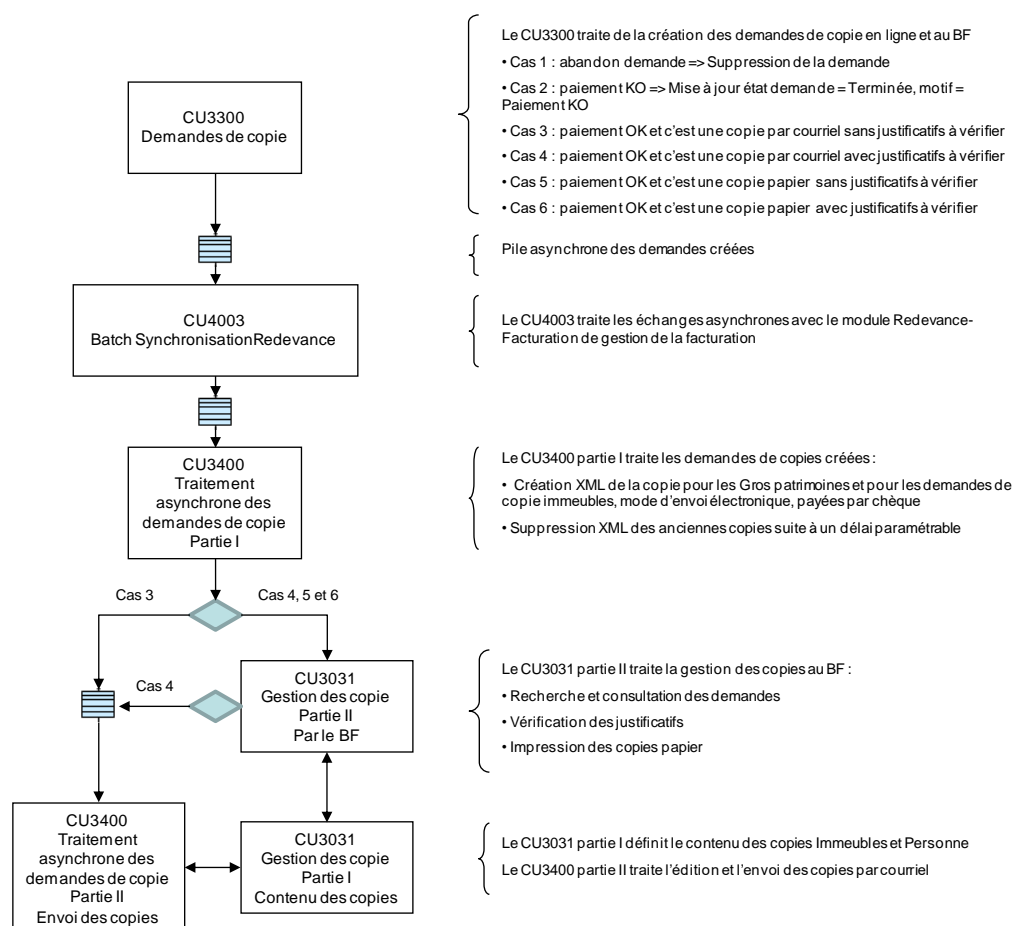 Le CU3300 traite de la création des demandes de copie en ligne et au BF
• Cas 1 : abandon demande => Suppression de la demande
• Cas 2 : paiement KO => Mise à jour état demande = Terminée, motif =
Paiement KO
• Cas 3 : paiement OK et c'est une copie par courriel sans justificatifs à vérifier
• Cas 4 : paiement OK et c'est une copie par courriel avec justificatifs à vérifier
• Cas 5 : paiement OK et c'est une copie papier sans justificatifs à vérifier
• Cas 6 : paiement OK et c'est une copie papier avec justificatifs à vérifier
CU3300
Demandes de copie
Pile asynchrone des demandes créées
CU4003
Batch Synchronisation Redevance
Le CU4003 traite les échanges asynchrones avec le module Redevance-
Facturation de gestion de la facturation
CU3400
Traitement
asynchrone des
demandes de copie
Partie I
Le CU3400 partie I traite les demandes de copies créées :
• Création XML de la copie pour les Gros patrimoines et pour les demandes de
copie immeubles, mode d'envoi électronique, payées par chèque
• Suppression XML des anciennes copies suite à un délai paramétrable
Cas 3
Cas 4, 5 et 6
CU3031
Gestion des copie
Partie II
Par le BF
Cas 4
Le CU3031 partie II traite la gestion des copies au BF :
• Recherche et consultation des demandes
• Vérification des justificatifs
• Impression des copies papier
CU3400
Traitement
asynchrone des
demandes de copie
Partie II
Envoi des copies
CU3031
Gestion des copie
Partie I
Contenu des copies
Le CU3031 partie I définit le contenu des copies Immeubles et Personne
Le CU3400 partie II traite l'édition et l'envoi des copies par courriel